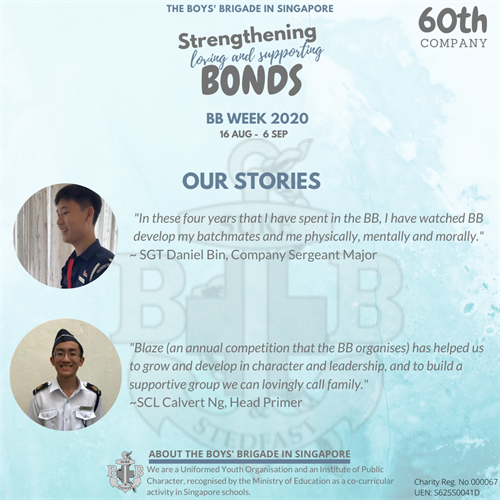 THE BOYS' BRIGADE IN SINGAPORE
60th
COMPANY
Strengthening
loving and supporting
BONDS
BB WEEK 2020
16 AUG - 6 SEP
OUR STORIES
"In these four years that I have spent in the BB, I have watched BB
develop my batchmates and me physically, mentally and morally."
~ SGT Daniel Bin, Company Sergeant Major
B B
"Blaze (an annual competition that the BB organises) has helped us
to grow and develop in character and leadership, and to build a
supportive group we can lovingly call family."
~SCL Calvert Ng, Head Primer
STEDFAST
ABOUT THE BOYS' BRIGADE IN SINGAPORE
We are a Uniformed Youth Organisation and an Institute of Public
Character, recognised by the Ministry of Education as a co-curricular
activity in Singapore schools.
Charity Reg. No 000067
UEN: S62SS0041D